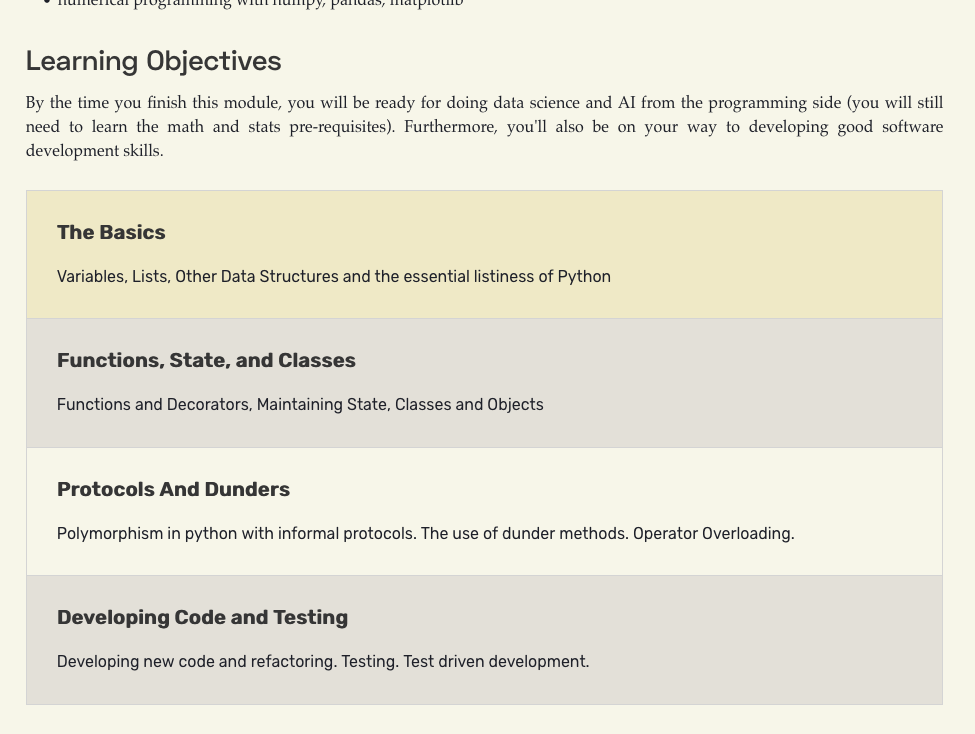 • numerical programming with numpy, pandas, matplotlib
Learning Objectives
By the time you finish this module, you will be ready for doing data science and AI from the programming side (you will still
need to learn the math and stats pre-requisites). Furthermore, you'll also be on your way to developing good software
development skills.
The Basics
Variables, Lists, Other Data Structures and the essential listiness of Python
Functions, State, and Classes
Functions and Decorators, Maintaining State, Classes and Objects
Protocols And Dunders
Polymorphism in python with informal protocols. The use of dunder methods. Operator Overloading.
Developing Code and Testing
Developing new code and refactoring. Testing. Test driven development.